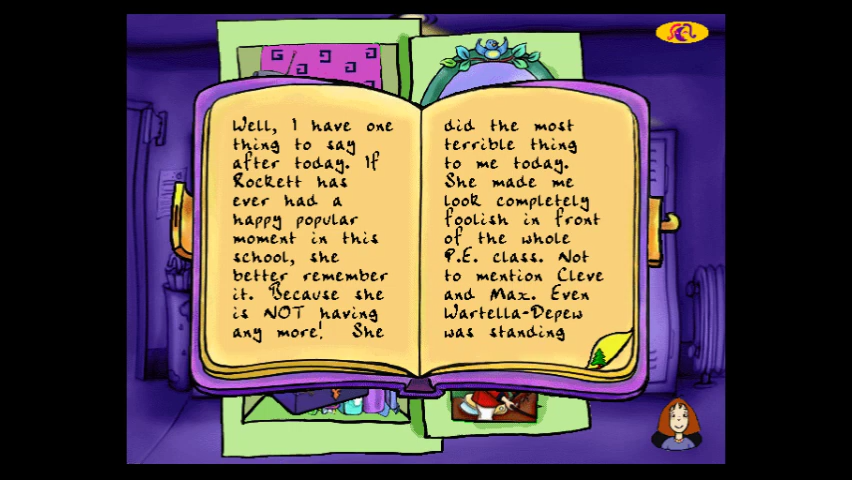 Well, I have one
thing to say
after today. If
Rockett has
ever had a
happy popular
moment in this
school, she
better remember
it. Because she
is NOT having
any more! She
did the most
terrible thing
to me today.
She made me
look completely
foolish in front
of the whole
P.E. class. Not
to mention Cleve
and Max. Even
Wartella-Depew
was standing